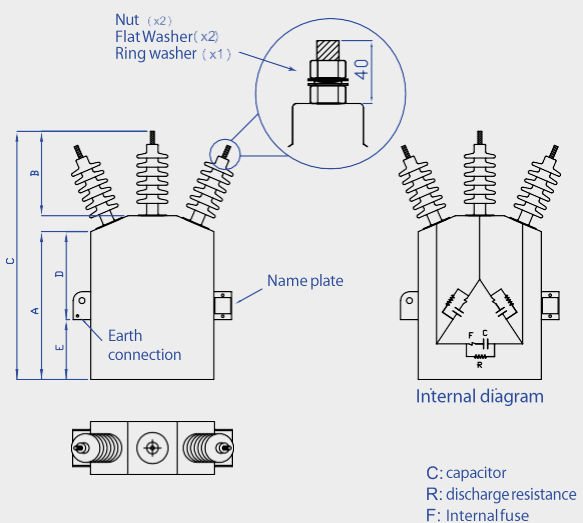 Nut (x2)
Flat Washer (x2)
Ring washer (x1)
40
B
C
D
A
E
Name plate
Earth
connection
F C
R
Internal diagram
C: capacitor
R: discharge resistance
F: Internal fuse